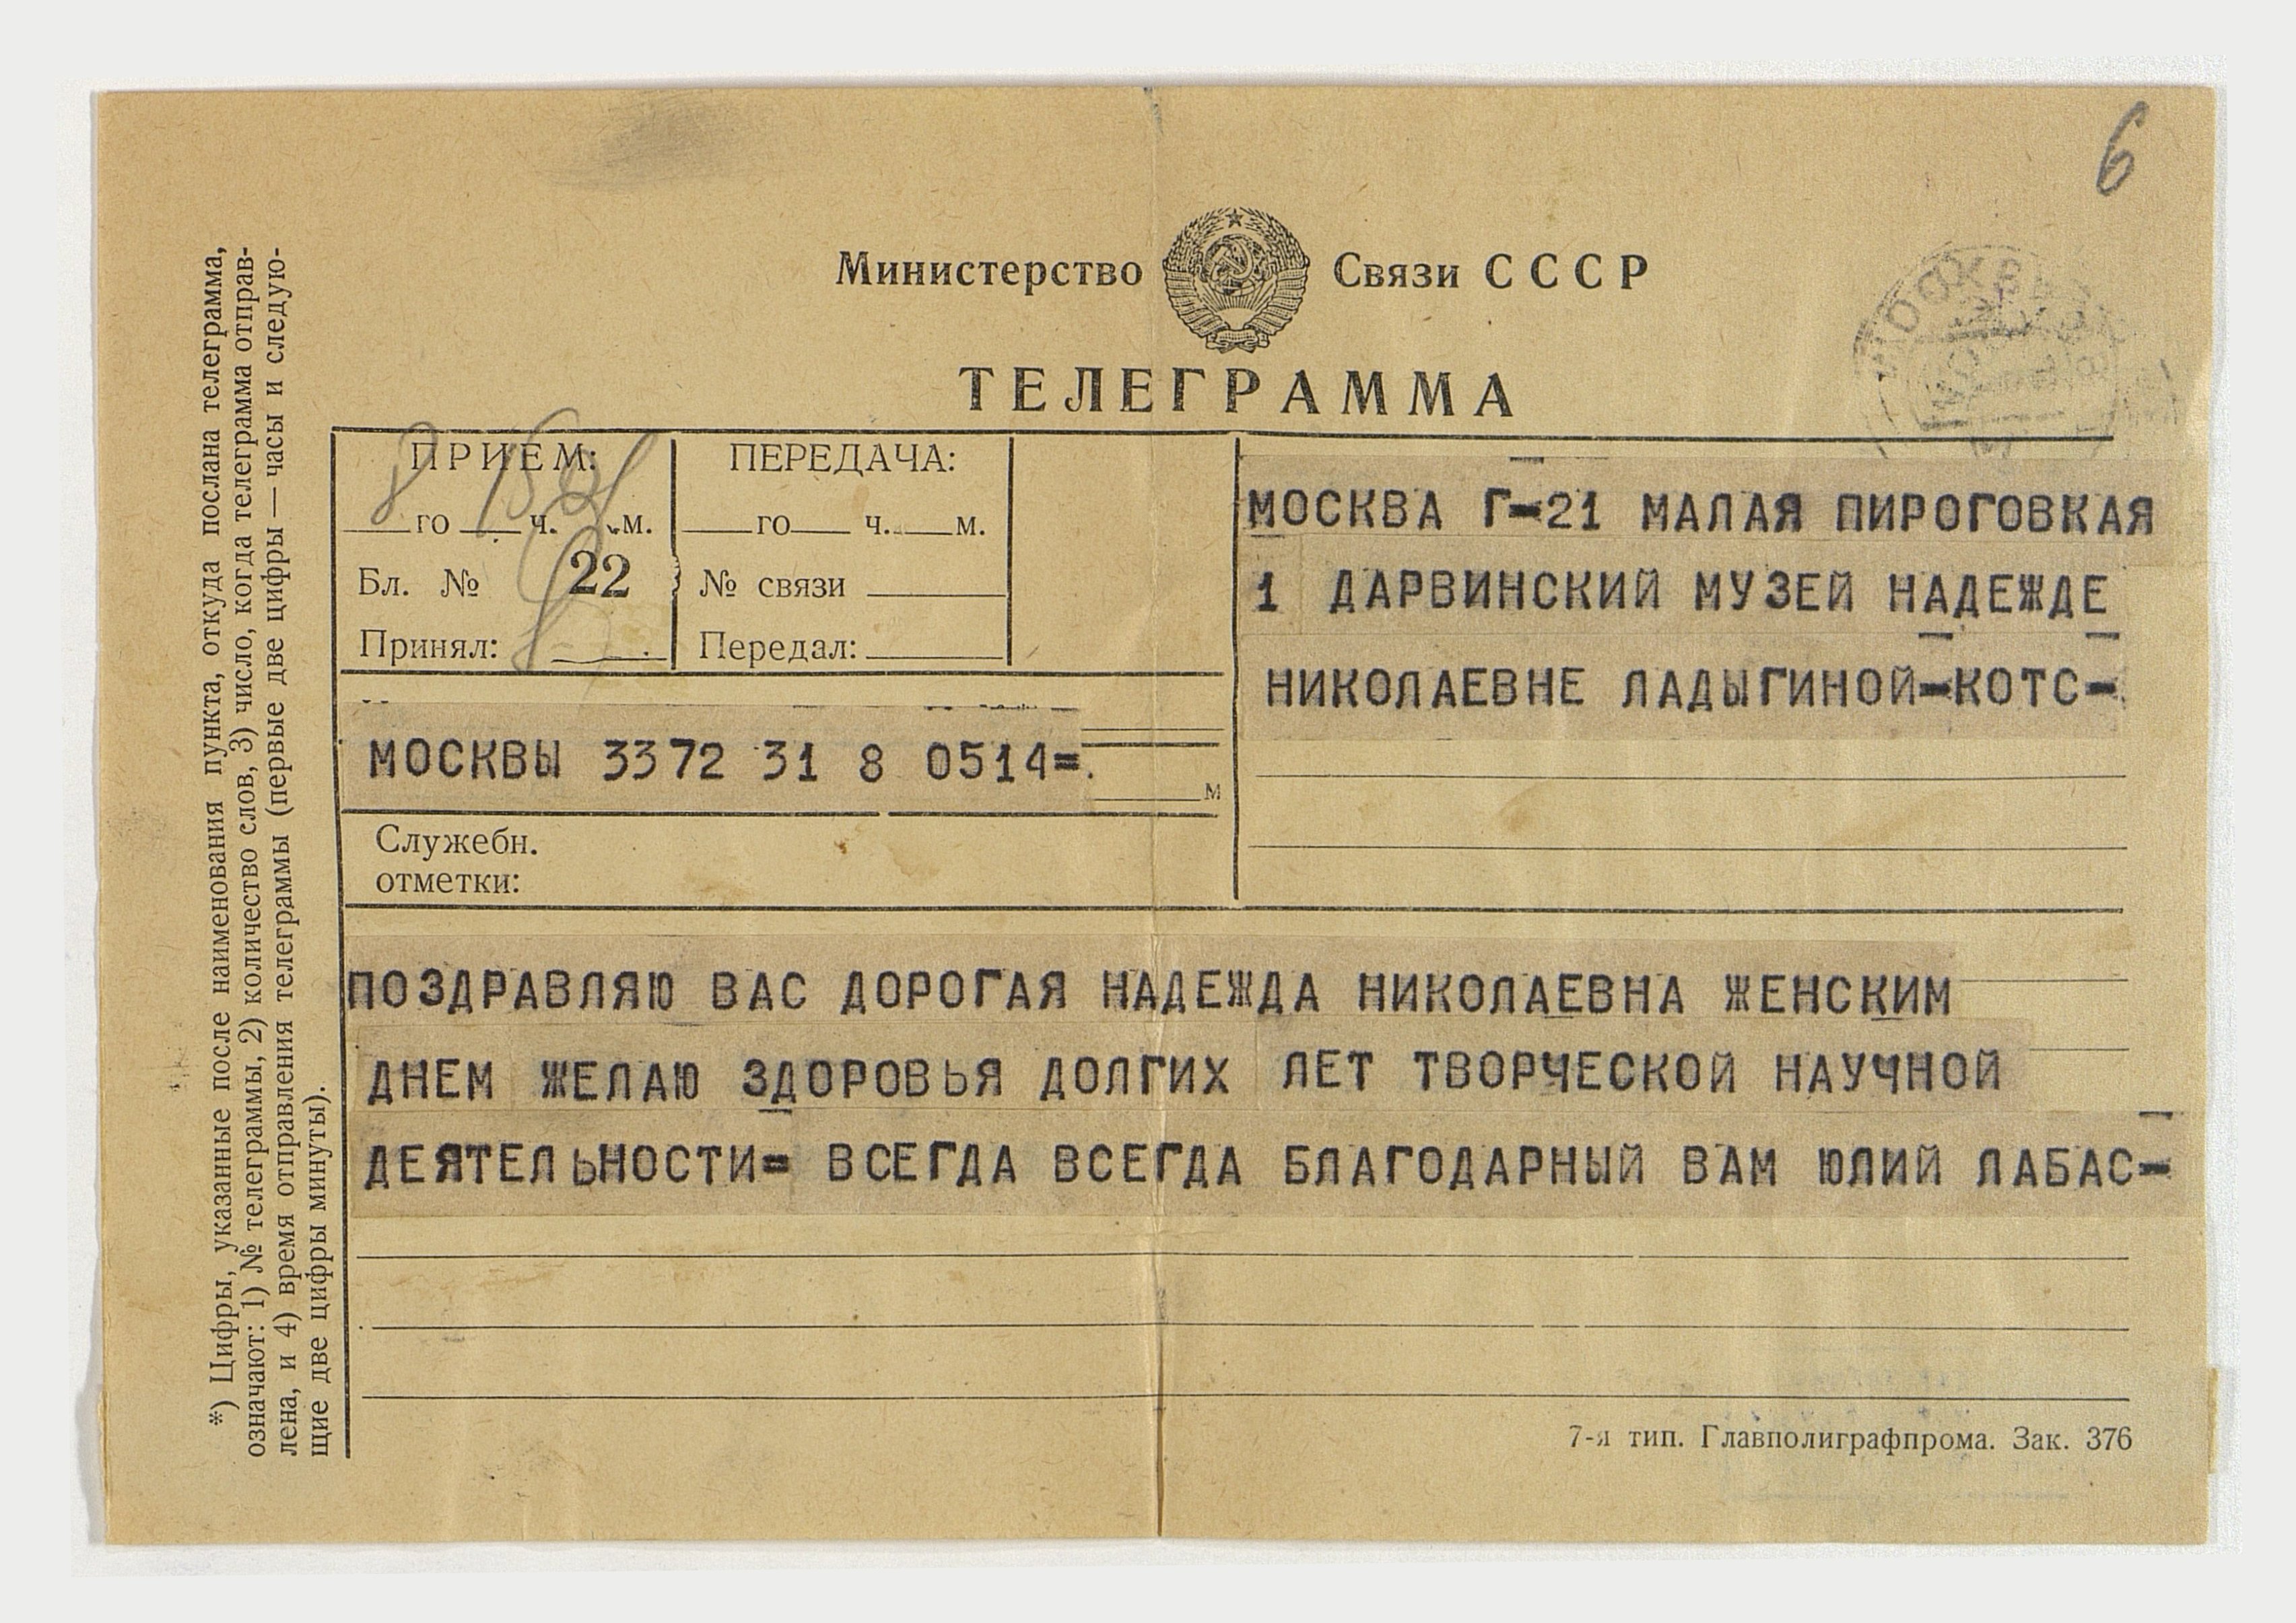 6
Министерство Связи СССР
ТЕЛЕГРАММА
ПРИЕМ:
го ч. м.
Бл. № 22
Принял:
ПЕРЕДАЧА:
го ч. м.
№ связи
Передал:
МОСКВА Г-21 МАЛАЯ ПИРОГОВКАЯ
1 ДАРВИНСКИЙ МУЗЕЙ НАДЕЖДЕ
НИКОЛАЕВНЕ ЛАДЫГИНОЙ-КОТС-
МОСКВЫ 3372 31 8 0514=
м
Служебн.
отметки:
ПОЗДРАВЛЯЮ ВАС ДОРОГАЯ НАДЕЖДА НИКОЛАЕВНА ЖЕНСКИМ
ДНЕМ ЖЕЛАЮ ЗДОРОВЬЯ ДОЛГИХ ЛЕТ ТВОРЧЕСКОЙ НАУЧНОЙ
ДЕЯТЕЛЬНОСТИ= ВСЕГДА ВСЕГДА БЛАГОДАРНЫЙ ВАМ ЮЛИЙ ЛАБАС-
7-я тип. Главполиграфпрома. Зак. 376
*) Цифры, указанные после наименования пункта, откуда послана телеграмма,
означают: 1) № телеграммы, 2) количество слов, 3) число, когда телеграмма отправ-
лена, и 4) время отправления телеграммы (первые две цифры — часы и следую-
щие две цифры минуты).